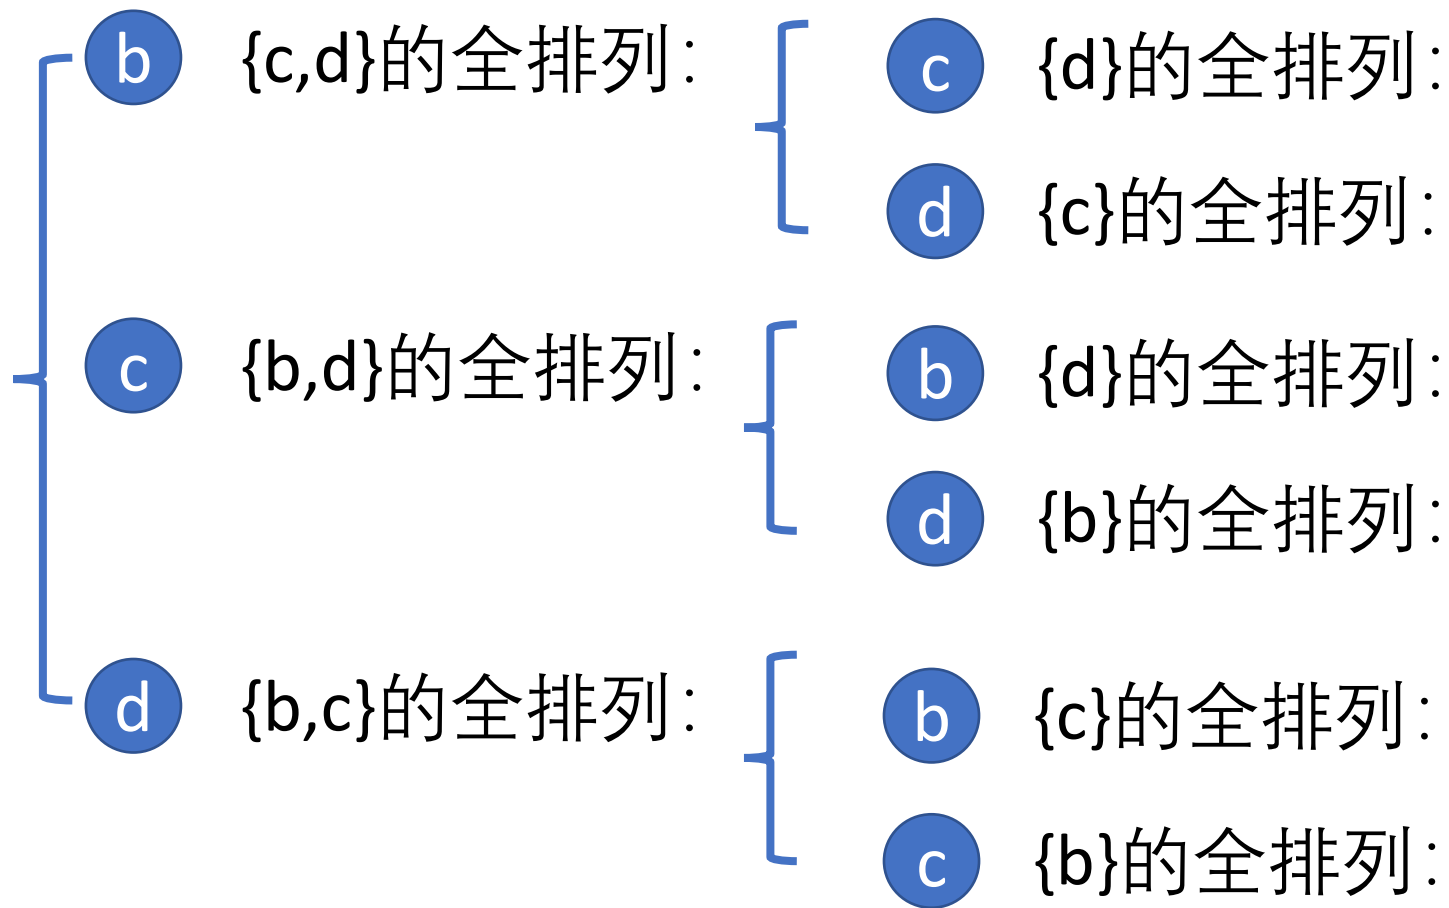 b {c,d}的全排列： c {d}的全排列：
d {c}的全排列：
c {b,d}的全排列： b {d}的全排列：
d {b}的全排列：
d {b,c}的全排列： b {c}的全排列：
c {b}的全排列：